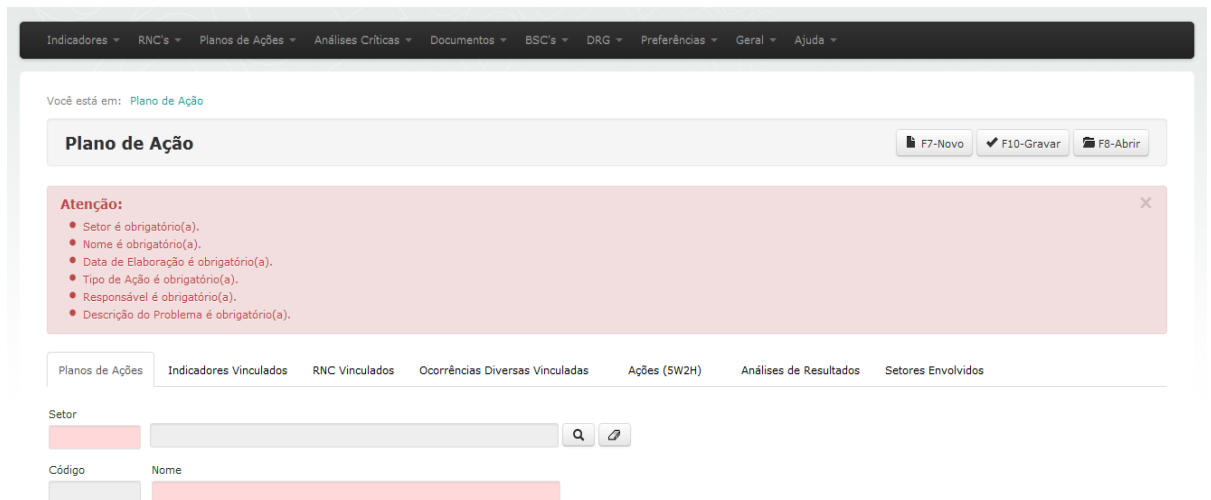 Indicadores RNC's Planos de Ações Análises Críticas Documentos BSC's DRG Preferências Geral Ajuda
Você está em: Plano de Ação
Plano de Ação F7-Novo F10-Gravar F8-Abrir
Atenção: ×
Setor é obrigatório(a).
Nome é obrigatório(a).
Data de Elaboração é obrigatório(a).
Tipo de Ação é obrigatório(a).
Responsável é obrigatório(a).
Descrição do Problema é obrigatório(a).
Planos de Ações Indicadores Vinculados RNC Vinculados Ocorrências Diversas Vinculadas Ações (5W2H) Análises de Resultados Setores Envolvidos
Setor
Código Nome